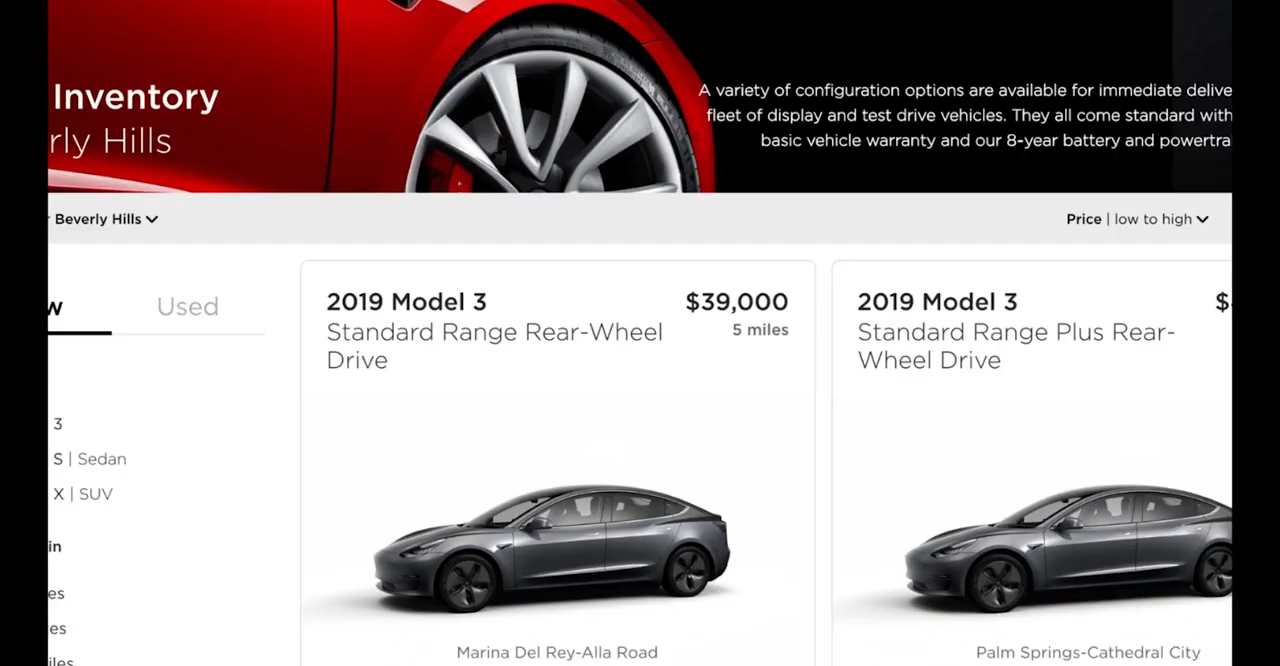 Inventory
rly Hills
A variety of configuration options are available for immediate delive
fleet of display and test drive vehicles. They all come standard with
basic vehicle warranty and our 8-year battery and powertra
Beverly Hills
Price | low to high
w
Used
2019 Model 3
$39,000
Standard Range Rear-Wheel
5 miles
Drive
2019 Model 3
$
Standard Range Plus Rear-
Wheel Drive
3
S | Sedan
X | SUV
in
es
es
iles
Marina Del Rey-Alla Road
Palm Springs-Cathedral City